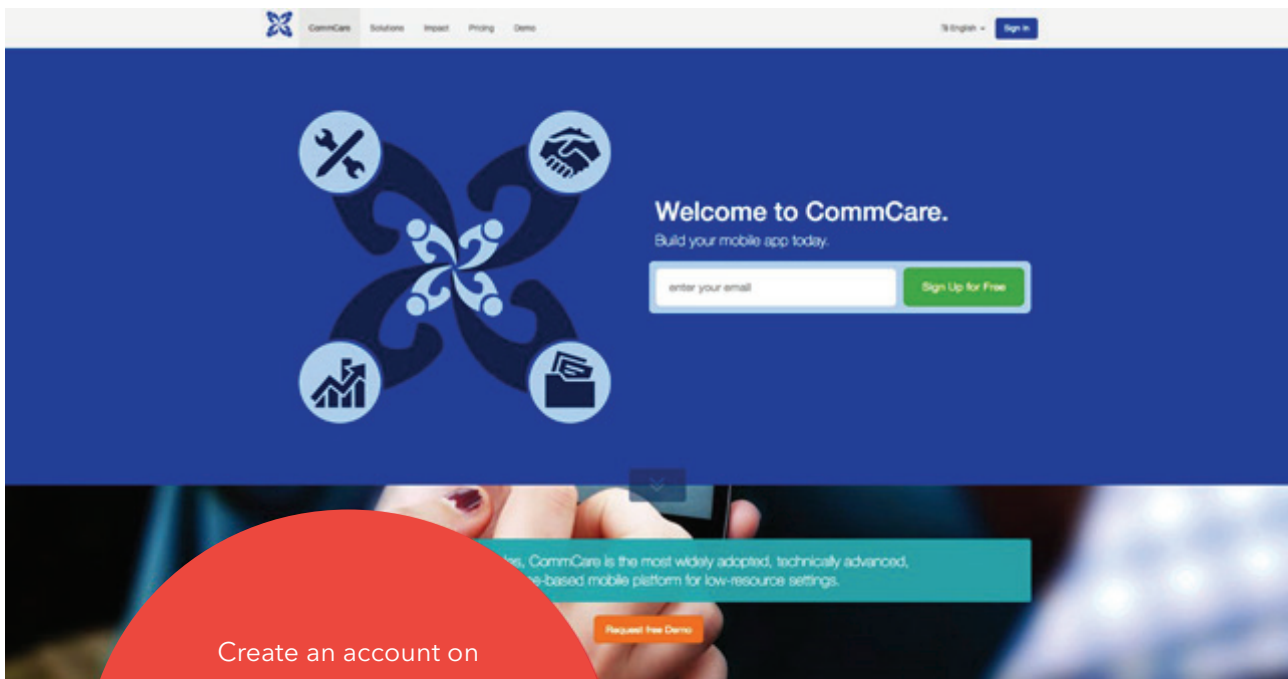 CommCare Solutions Impact Pricing Demo English Sign In
Welcome to CommCare.
Build your mobile app today.
enter your email
Sign Up for Free
CommCare is the most widely adopted, technically advanced,
-based mobile platform for low-resource settings.
Request free Demo
Create an account on